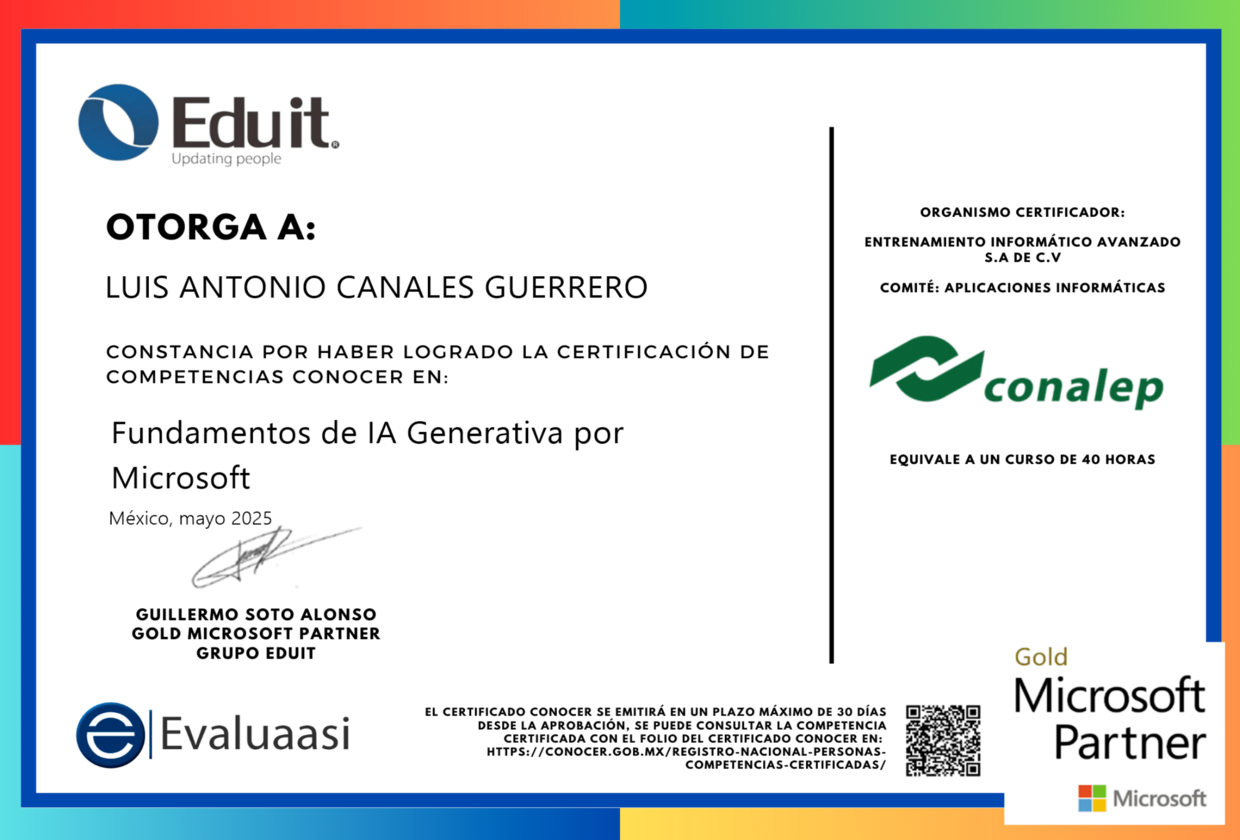 Eduit®
Updating people
OTORGA A:
LUIS ANTONIO CANALES GUERRERO
CONSTANCIA POR HABER LOGRADO LA CERTIFICACIÓN DE
COMPETENCIAS CONOCER EN:
Fundamentos de IA Generativa por
Microsoft
México, mayo 2025
GUILLERMO SOTO ALONSO
GOLD MICROSOFT PARTNER
GRUPO EDUIT
ORGANISMO CERTIFICADOR:
ENTRENAMIENTO INFORMÁTICO AVANZADO
S.A DE C.V
COMITÉ: APLICACIONES INFORMÁTICAS
conalep
EQUIVALE A UN CURSO DE 40 HORAS
Evaluaasi
EL CERTIFICADO CONOCER SE EMITIRÁ EN UN PLAZO MÁXIMO DE 30 DÍAS
DESDE LA APROBACIÓN, SE PUEDE CONSULTAR LA COMPETENCIA
CERTIFICADA CON EL FOLIO DEL CERTIFICADO CONOCER EN:
HTTPS://CONOCER.GOB.MX/REGISTRO-NACIONAL-PERSONAS-
COMPETENCIAS-CERTIFICADAS/
Gold
Microsoft
Partner
Microsoft